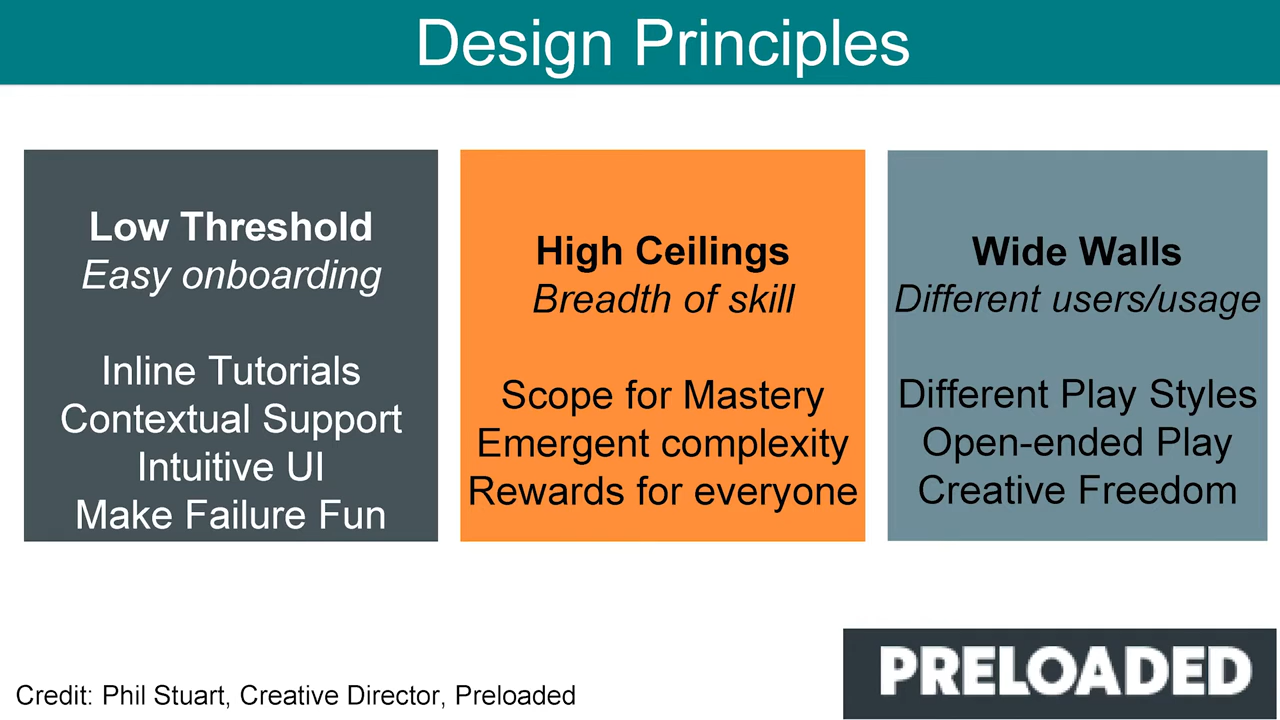 Design Principles
Low Threshold
Easy onboarding
Inline Tutorials
Contextual Support
Intuitive UI
Make Failure Fun
High Ceilings
Breadth of skill
Scope for Mastery
Emergent complexity
Rewards for everyone
Wide Walls
Different users/usage
Different Play Styles
Open-ended Play
Creative Freedom
Credit: Phil Stuart, Creative Director, Preloaded
PRELOADED